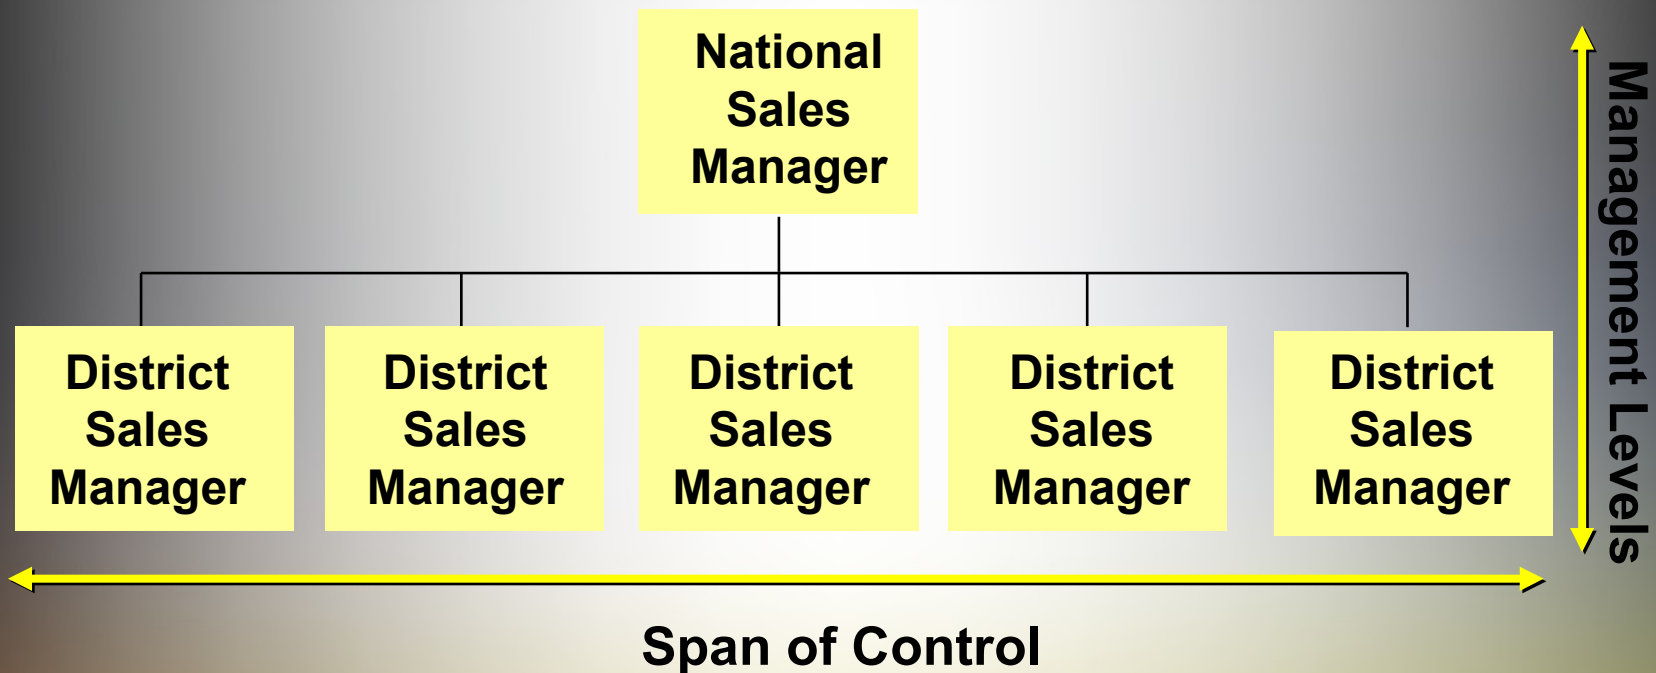 National
Sales
Manager
District
Sales
Manager
District
Sales
Manager
District
Sales
Manager
District
Sales
Manager
District
Sales
Manager
Management Levels
Span of Control